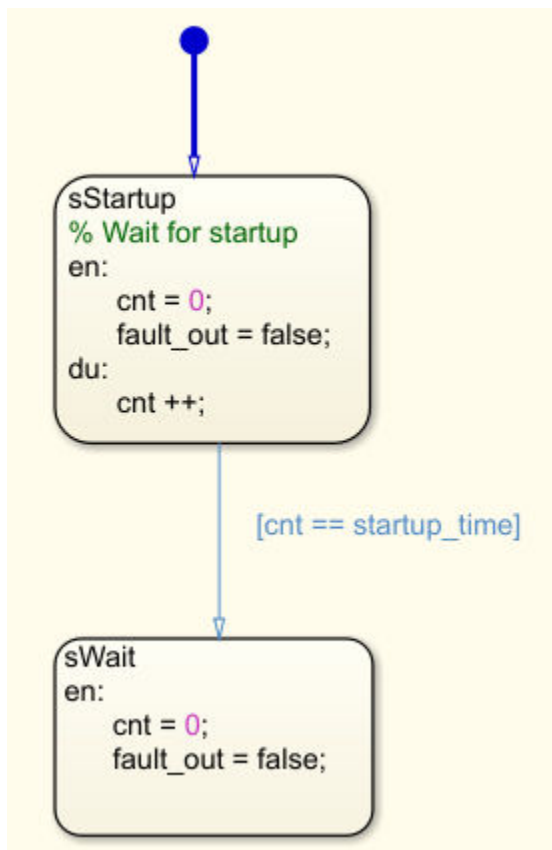 sStartup
% Wait for startup
en:
cnt = 0;
fault_out = false;
du:
cnt ++;
[cnt == startup_time]
sWait
en:
cnt = 0;
fault_out = false;